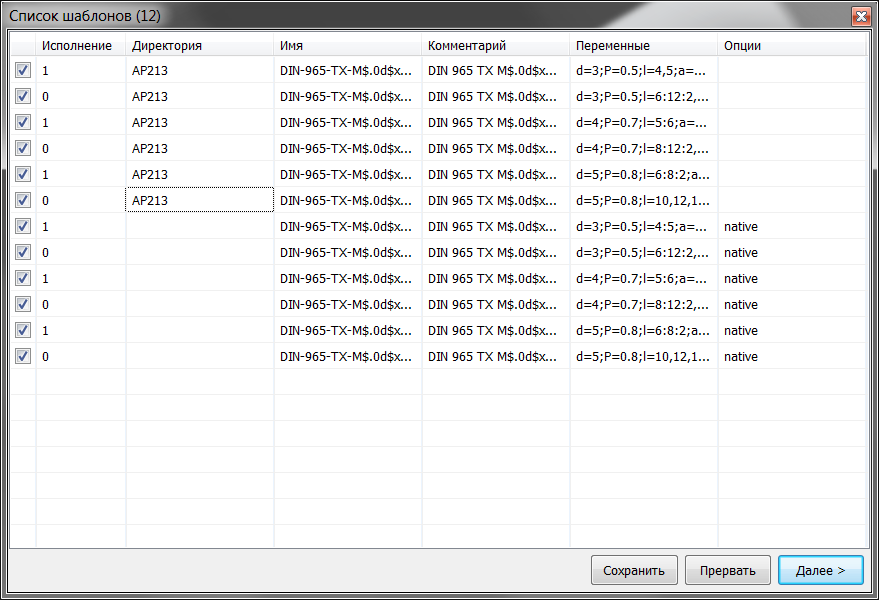 Список шаблонов (12)
Исполнение Директория Имя Комментарий Переменные Опции
1 AP213 DIN-965-TX-M$.0d$x... DIN 965 TX M$.0d$x... d=3;P=0.5;l=4,5;a=...
0 AP213 DIN-965-TX-M$.0d$x... DIN 965 TX M$.0d$x... d=3;P=0.5;l=6:12:2,...
1 AP213 DIN-965-TX-M$.0d$x... DIN 965 TX M$.0d$x... d=4;P=0.7;l=5:6;a=...
0 AP213 DIN-965-TX-M$.0d$x... DIN 965 TX M$.0d$x... d=4;P=0.7;l=8:12:2,...
1 AP213 DIN-965-TX-M$.0d$x... DIN 965 TX M$.0d$x... d=5;P=0.8;l=6:8:2;a...
0 AP213 DIN-965-TX-M$.0d$x... DIN 965 TX M$.0d$x... d=5;P=0.8;l=10,12,1...
1 DIN-965-TX-M$.0d$x... DIN 965 TX M$.0d$x... d=3;P=0.5;l=4:5;a=... native
0 DIN-965-TX-M$.0d$x... DIN 965 TX M$.0d$x... d=3;P=0.5;l=6:12:2,... native
1 DIN-965-TX-M$.0d$x... DIN 965 TX M$.0d$x... d=4;P=0.7;l=5:6;a=... native
0 DIN-965-TX-M$.0d$x... DIN 965 TX M$.0d$x... d=4;P=0.7;l=8:12:2,... native
1 DIN-965-TX-M$.0d$x... DIN 965 TX M$.0d$x... d=5;P=0.8;l=6:8:2;a... native
0 DIN-965-TX-M$.0d$x... DIN 965 TX M$.0d$x... d=5;P=0.8;l=10,12,1... native
Сохранить Прервать Далее >